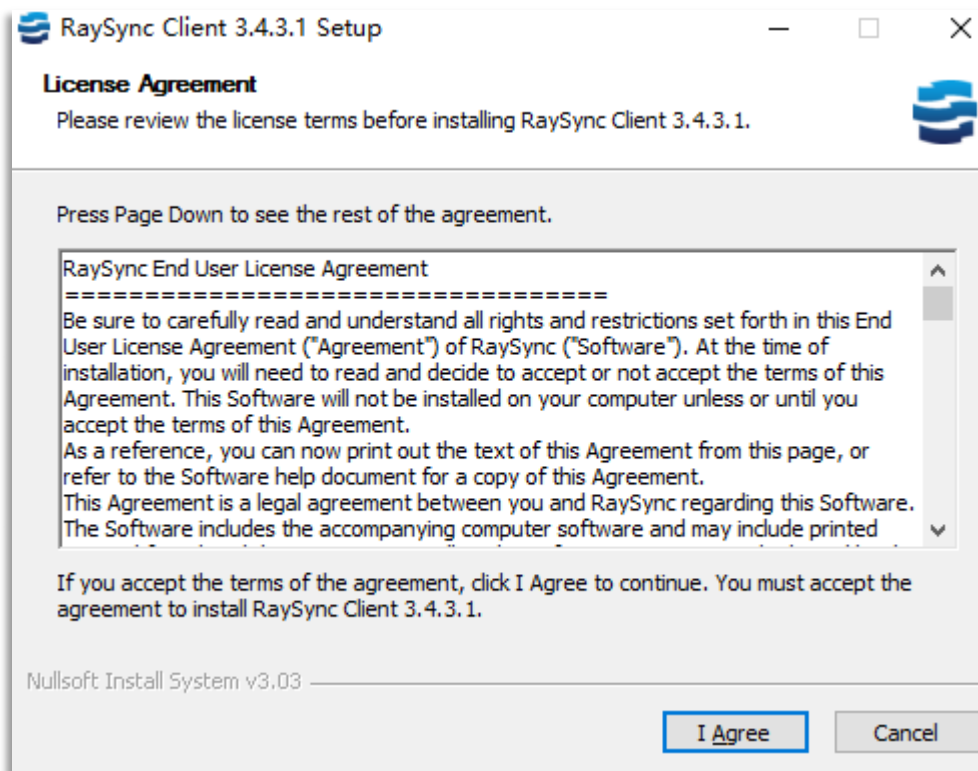 RaySync Client 3.4.3.1 Setup
License Agreement
Please review the license terms before installing RaySync Client 3.4.3.1.
Press Page Down to see the rest of the agreement.
RaySync End User License Agreement
==================================
Be sure to carefully read and understand all rights and restrictions set forth in this End
User License Agreement ("Agreement") of RaySync ("Software"). At the time of
installation, you will need to read and decide to accept or not accept the terms of this
Agreement. This Software will not be installed on your computer unless or until you
accept the terms of this Agreement.
As a reference, you can now print out the text of this Agreement from this page, or
refer to the Software help document for a copy of this Agreement.
This Agreement is a legal agreement between you and RaySync regarding this Software.
The Software includes the accompanying computer software and may include printed
If you accept the terms of the agreement, click I Agree to continue. You must accept the
agreement to install RaySync Client 3.4.3.1.
Nullsoft Install System v3.03
I Agree
Cancel